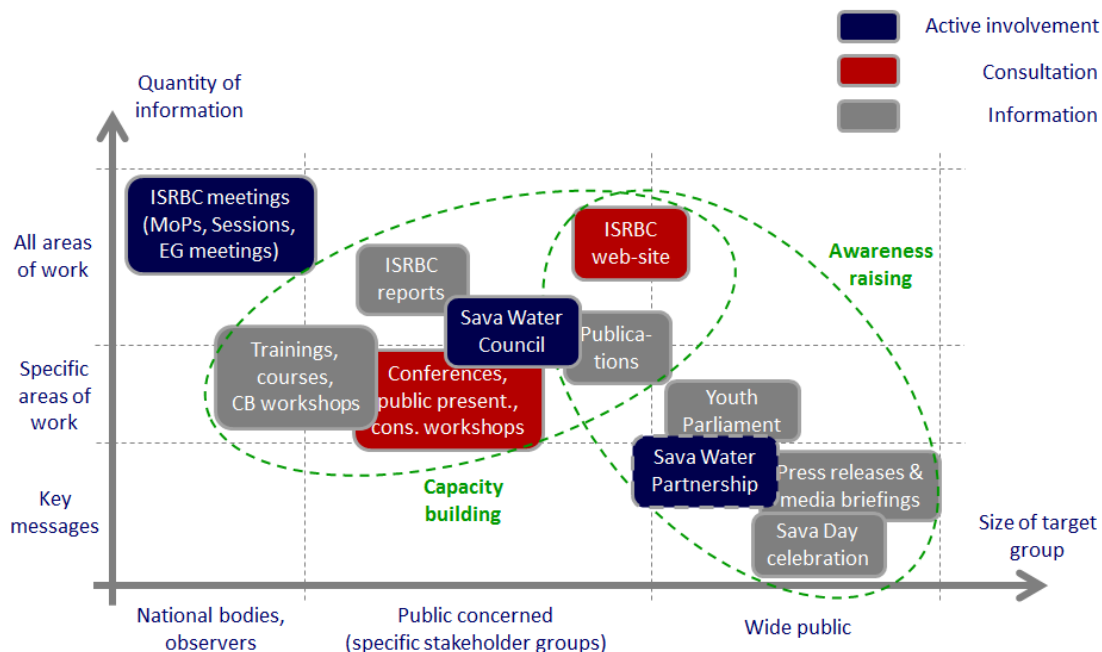 Active involvement
Consultation
Information
Quantity of
information
All areas
of work
Specific
areas of
work
Key
messages
ISRBC meetings
(MoPs, Sessions,
EG meetings)
ISRBC
reports
ISRBC
web-site
Awareness
raising
Sava Water
Council
Publica-
tions
Trainings,
courses,
CB workshops
Conferences,
public present.,
cons. workshops
Youth
Parliament
Sava Water
Partnership
Press releases &
media briefings
Sava Day
celebration
Capacity
building
Size of target
group
National bodies,
observers
Public concerned
(specific stakeholder groups)
Wide public